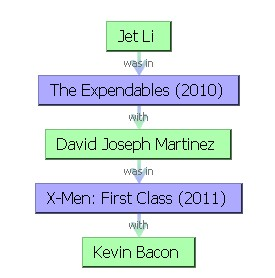 Jet Li
was in
The Expendables (2010)
with
David Joseph Martinez
was in
X-Men: First Class (2011)
with
Kevin Bacon